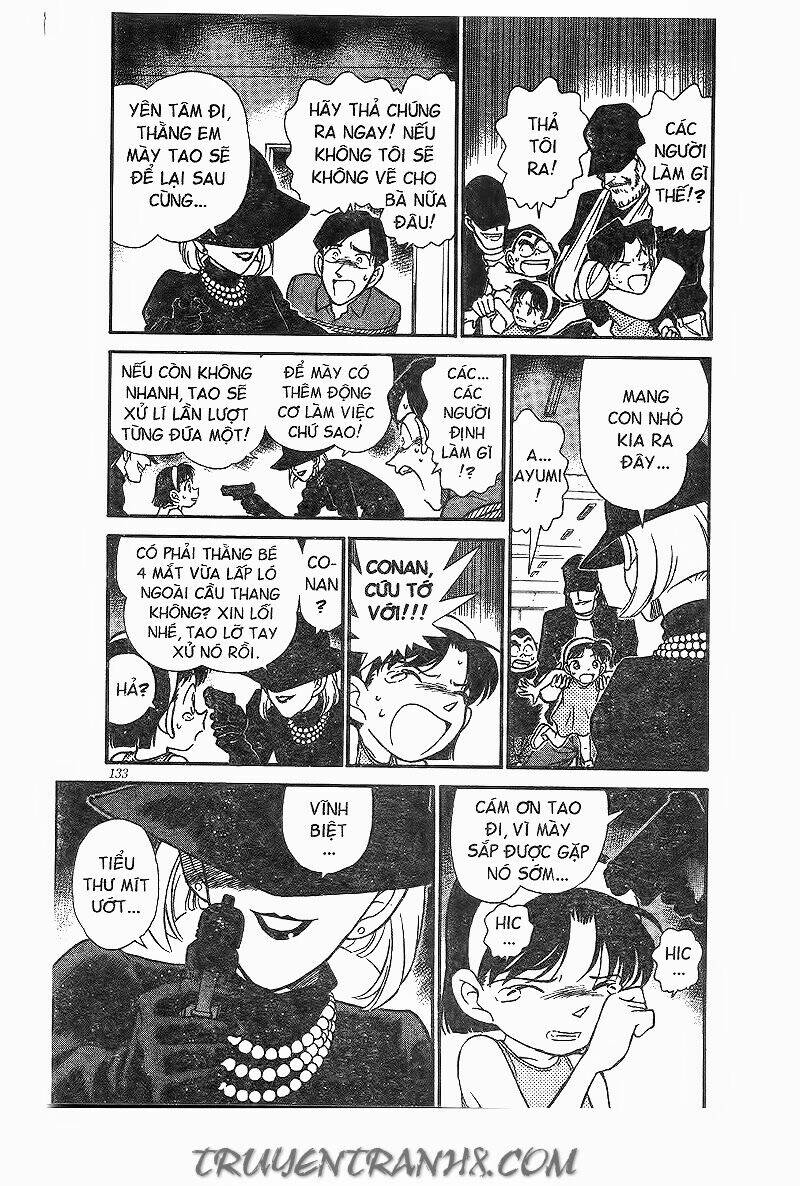 CÁC
NGƯỜI
LÀM GÌ
THẾ!?
THẢ
TÔI
RA!
HÃY THẢ CHÚNG
RA NGAY! NẾU
KHÔNG TÔI SẼ
KHÔNG VẼ CHO
BÀ NỮA
ĐÂU!
YÊN TÂM ĐI,
THẰNG EM
MÀY TAO SẼ
ĐỂ LẠI SAU
CÙNG...
MANG
CON NHỎ
KIA RA
ĐÂY...
A...
AYUMI
!
CÁC...
CÁC
NGƯỜI
ĐỊNH
LÀM GÌ
!?
ĐỂ MÀY CÓ
THÊM ĐỘNG
CƠ LÀM VIỆC
CHỨ SAO!
NẾU CÒN KHÔNG
NHANH, TAO SẼ
XỬ LÍ LẦN LƯỢT
TỪNG ĐỨA MỘT!
CONAN,
CỨU TỚ
VỚI!!!
CO-
NAN
?
CÓ PHẢI THẰNG BÉ
4 MẮT VỪA LẤP LÓ
NGOÀI CẦU THANG
KHÔNG? XIN LỐI
NHÉ, TAO LỠ TAY
XỬ NÓ RỒI.
HẢ?
133
CÁM ƠN TAO
ĐI, VÌ MÀY
SẮP ĐƯỢC GẶP
NÓ SỚM...
HIC
...
HIC
...
VĨNH
BIỆT
...
TIỂU
THƯ MÍT
ƯỚT...
TRUYENTRANH8.COM